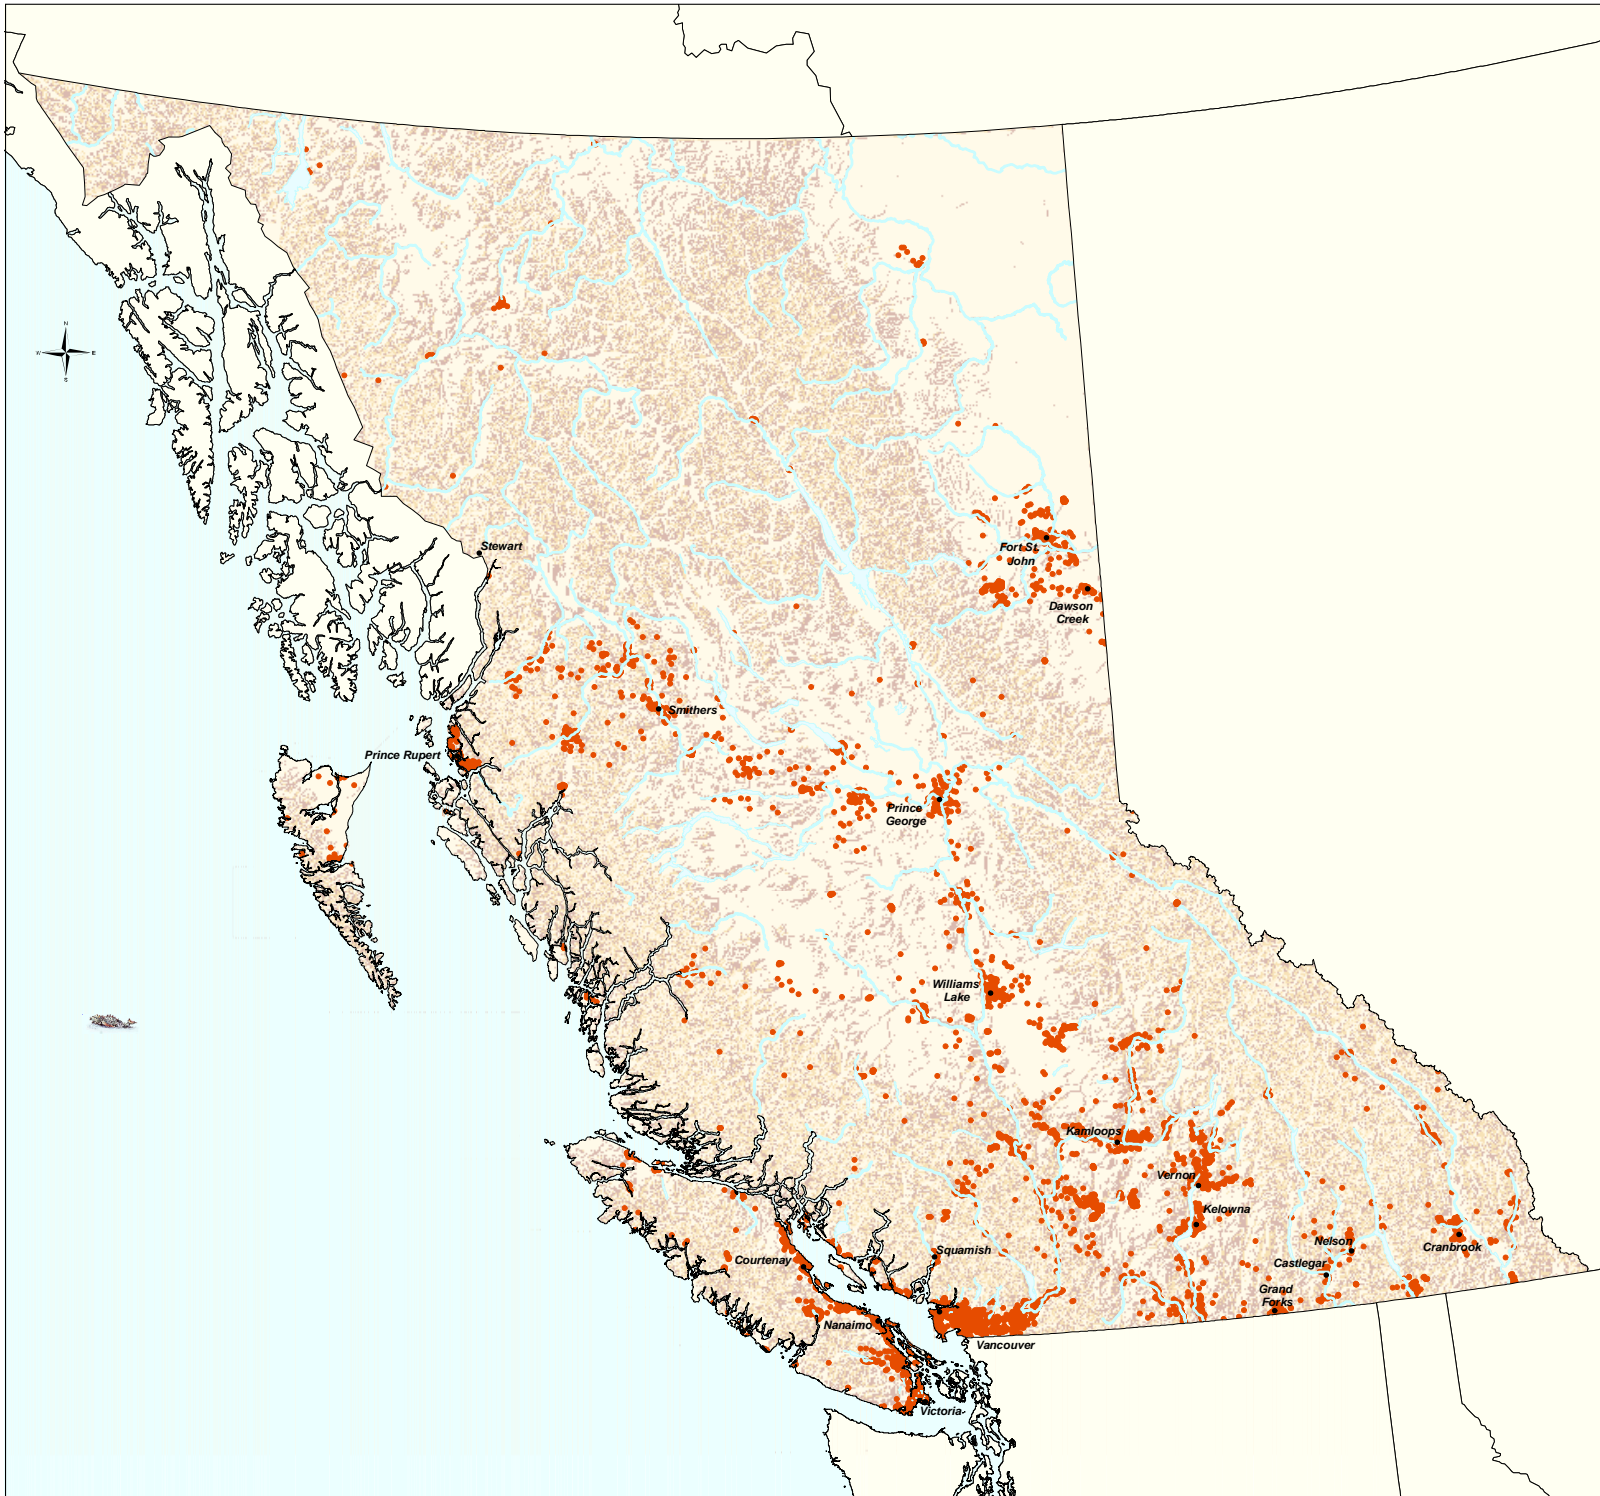 N
W
E
S
Stewart
Fort St.
John
Dawson
Creek
Smithers
Prince Rupert
Prince
George
Williams
Lake
Kamloops
Vernon
Kelowna
Squamish
Nelson
Cranbrook
Courtenay
Castlegar
Grand
Forks
Nanaimo
Vancouver
Victoria